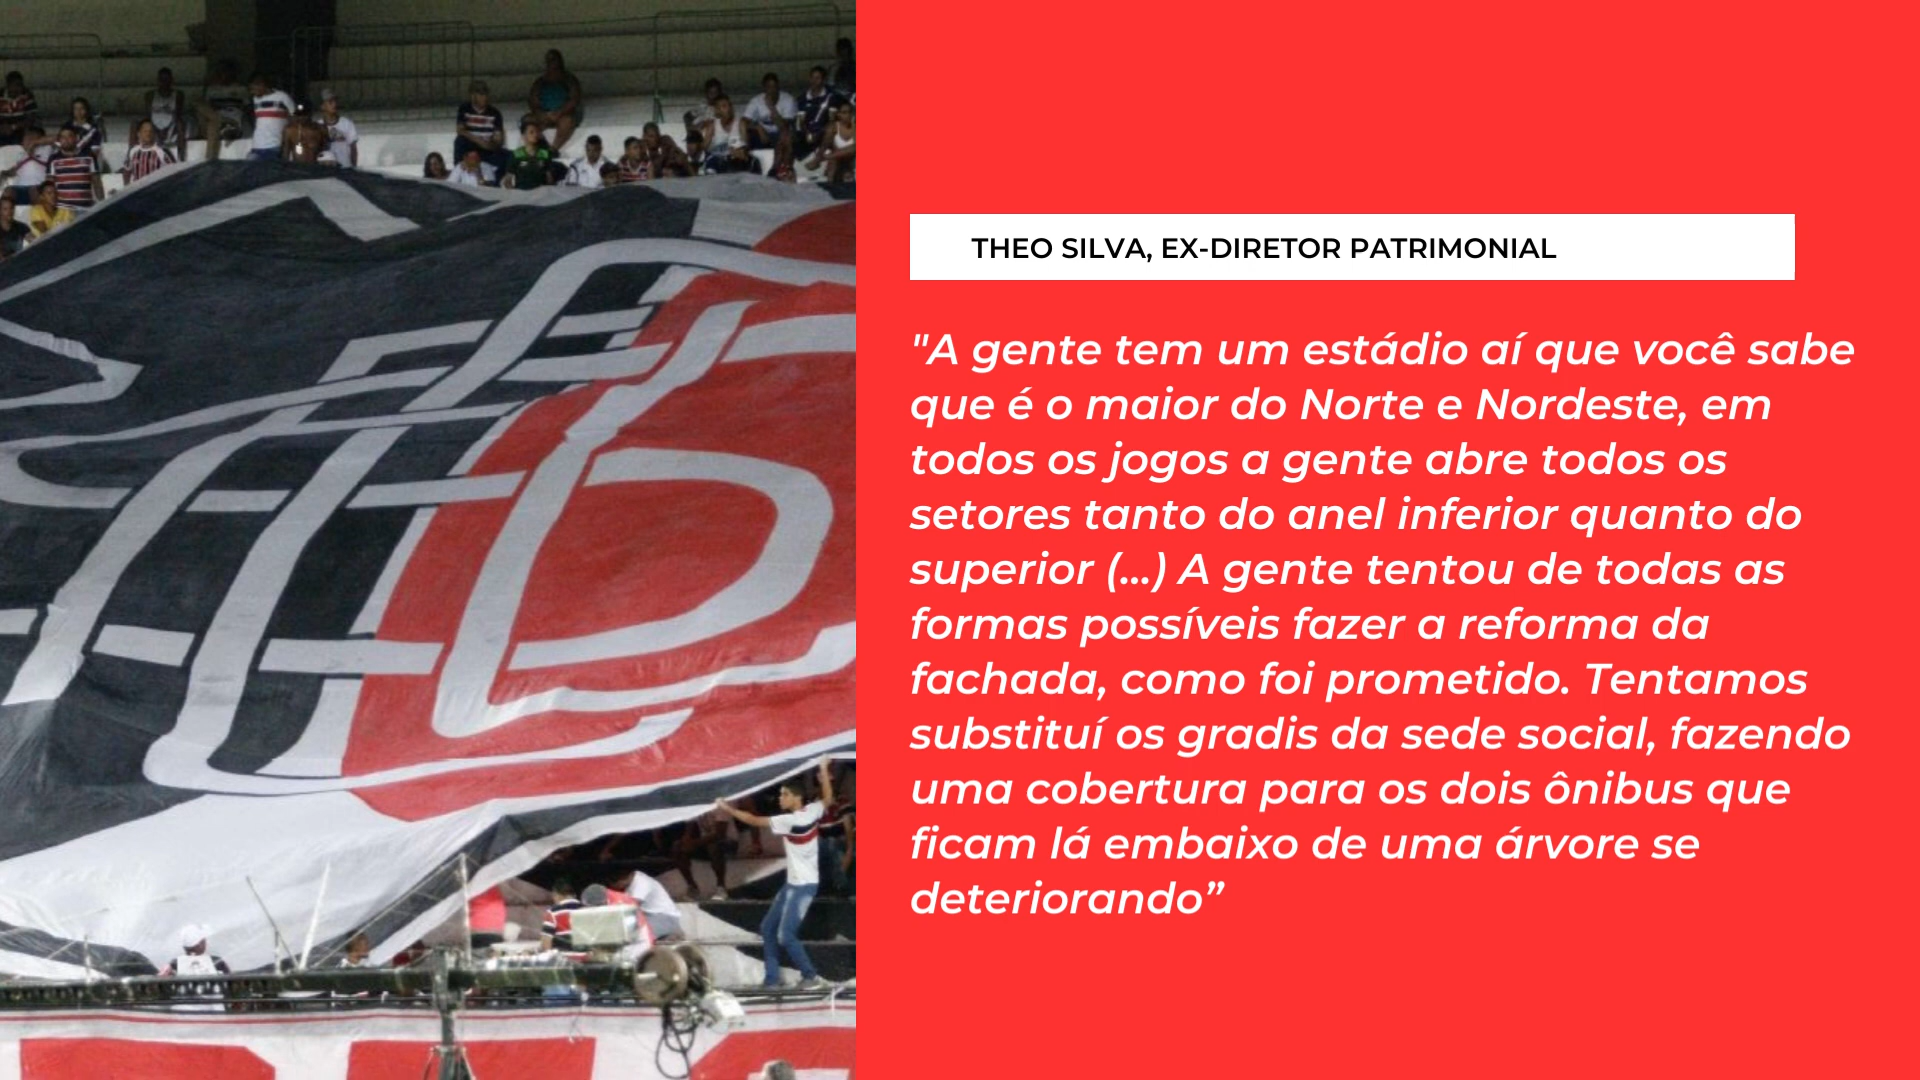 THEO SILVA, EX-DIRETOR PATRIMONIAL
"A gente tem um estádio aí que você sabe
que é o maior do Norte e Nordeste, em
todos os jogos a gente abre todos os
setores tanto do anel inferior quanto do
superior (...) A gente tentou de todas as
formas possíveis fazer a reforma da
fachada, como foi prometido. Tentamos
substituí os gradis da sede social, fazendo
uma cobertura para os dois ônibus que
ficam lá embaixo de uma árvore se
deteriorando”